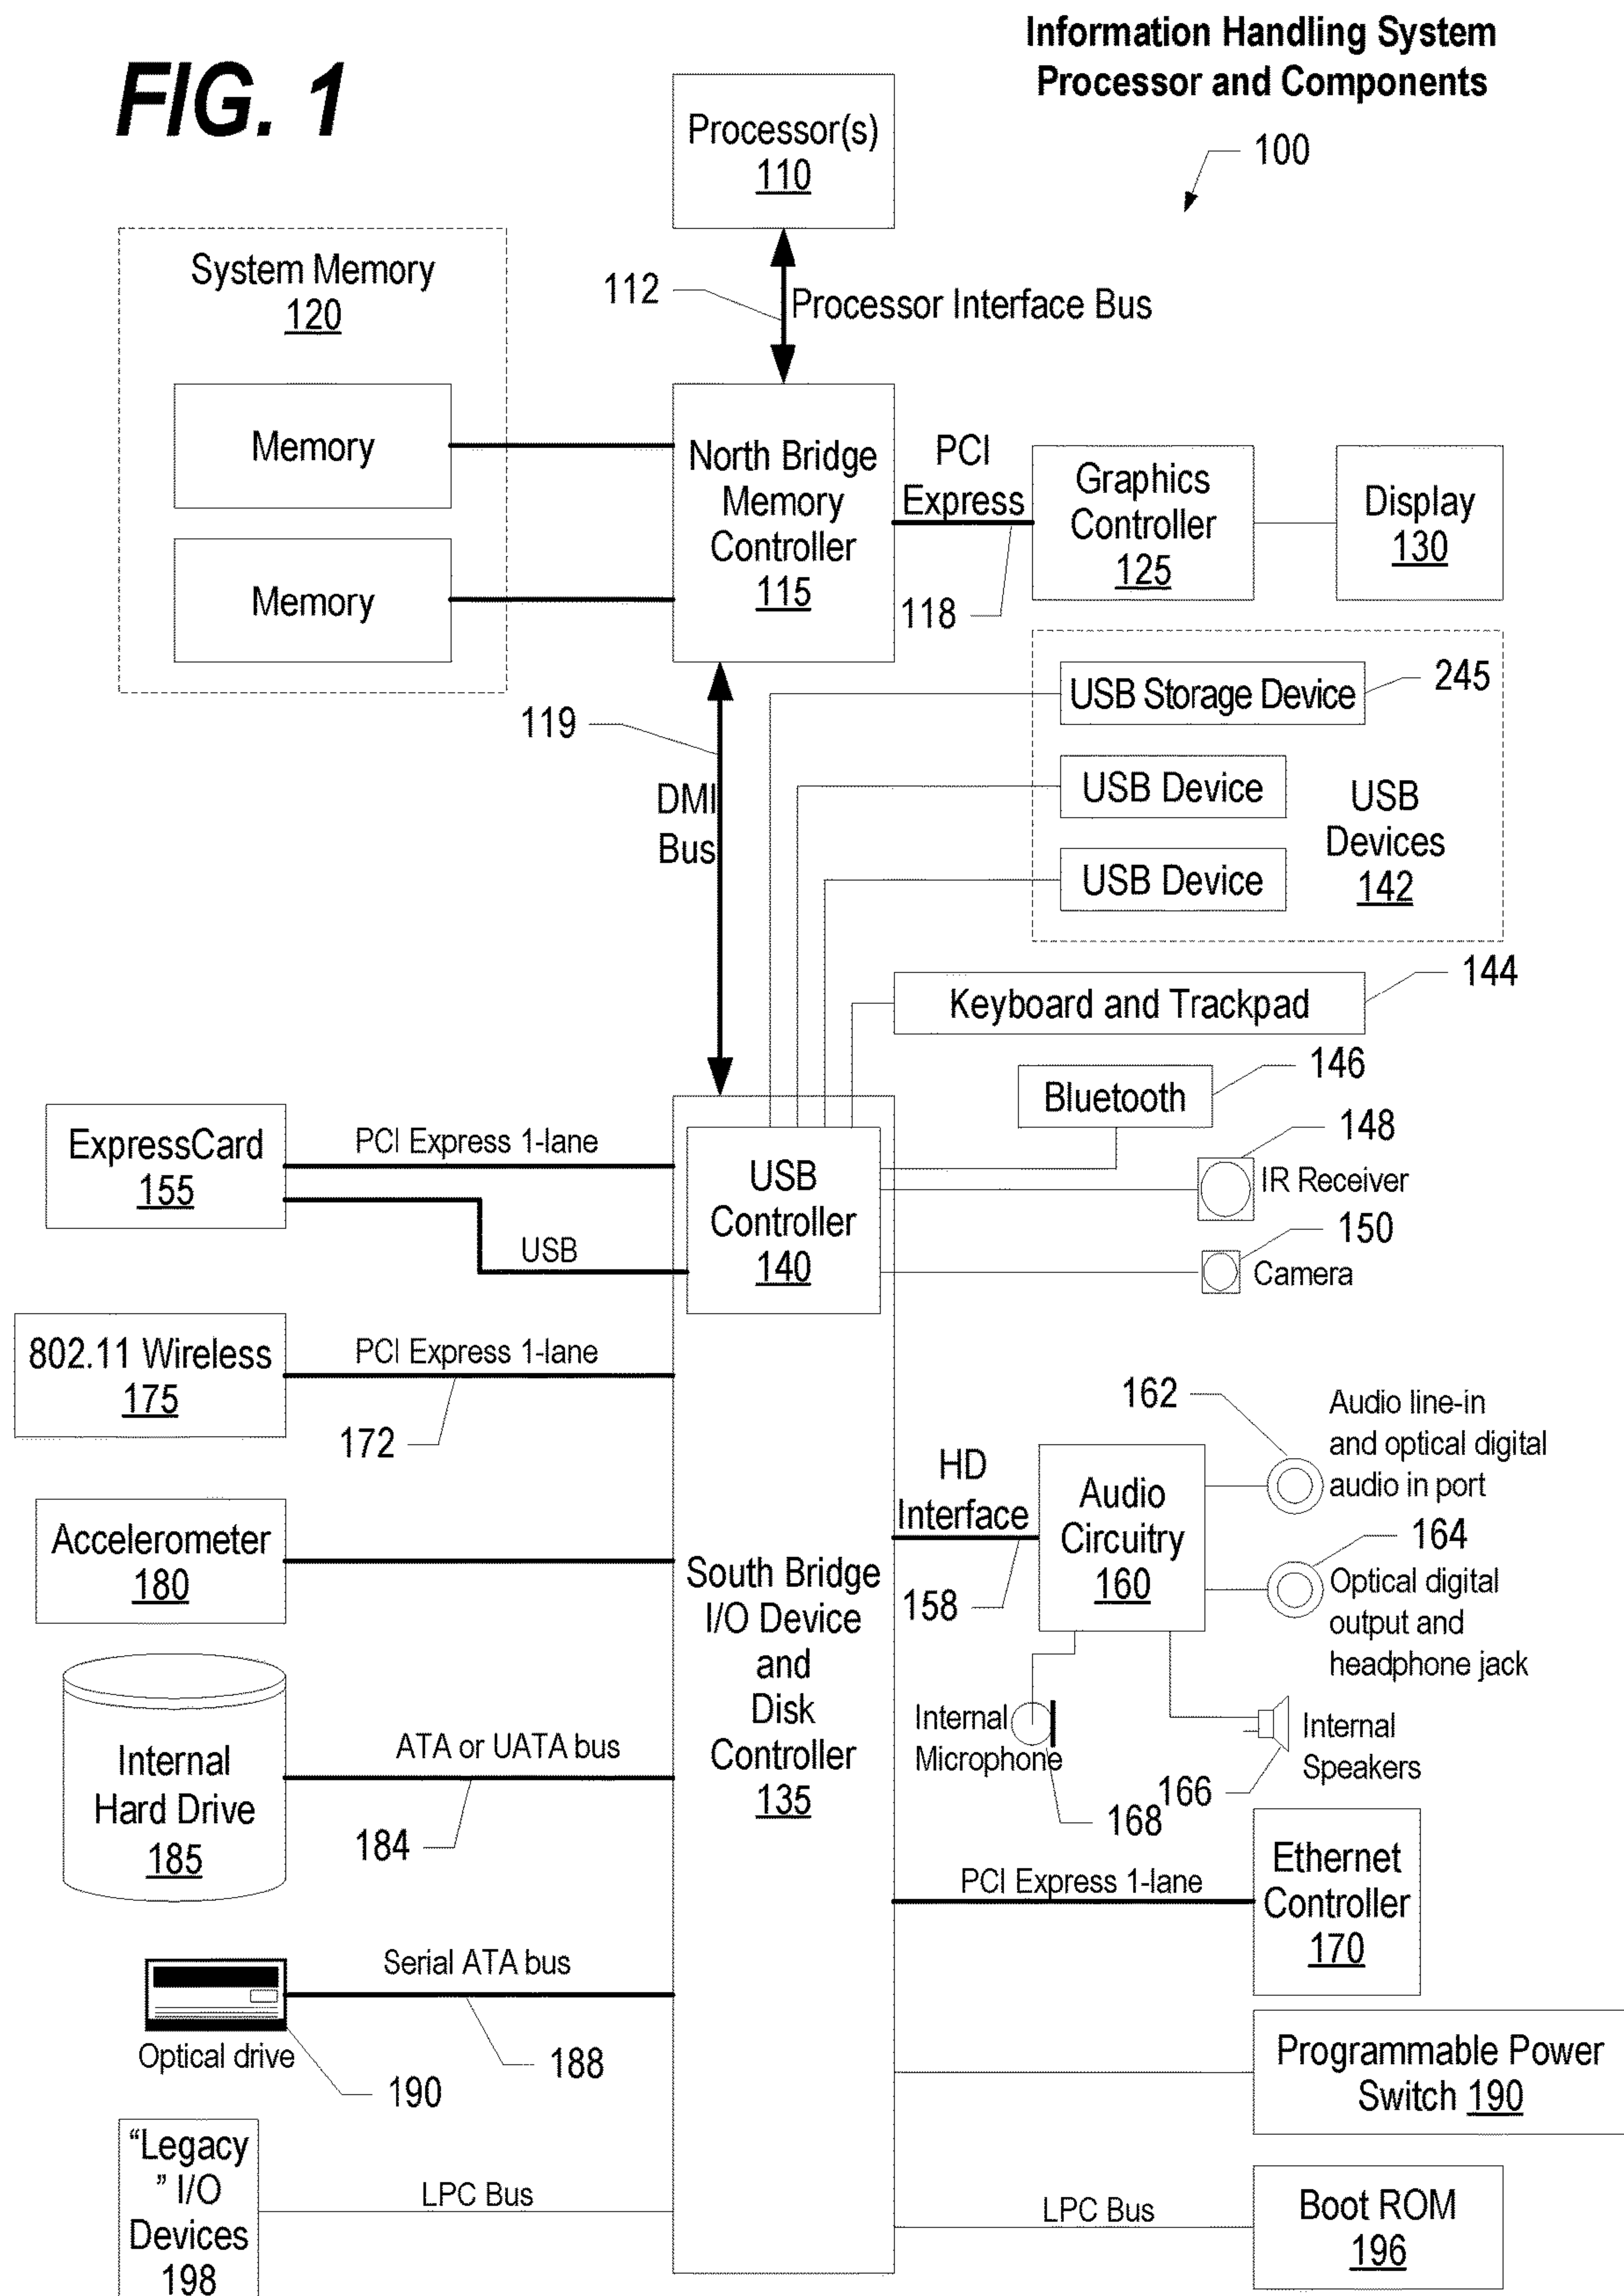 FIG. 1
Information Handling System
Processor and Components
100
Processor(s)
110
112
Processor Interface Bus
System Memory
120
Memory
Memory
North Bridge
Memory
Controller
115
PCI
Express
118
Graphics
Controller
125
Display
130
119
DMI
Bus
USB Storage Device
245
USB Device
USB Device
USB
Devices
142
Keyboard and Trackpad
144
Bluetooth
146
148
IR Receiver
150
Camera
ExpressCard
155
PCI Express 1-lane
USB
USB
Controller
140
802.11 Wireless
175
PCI Express 1-lane
172
Accelerometer
180
South Bridge
I/O Device
and
Disk
Controller
135
HD
Interface
158
Audio
Circuitry
160
162
Audio line-in
and optical digital
audio in port
164
Optical digital
output and
headphone jack
Internal
Microphone
168
166
Internal
Speakers
Internal
Hard Drive
185
ATA or UATA bus
184
PCI Express 1-lane
Ethernet
Controller
170
Serial ATA bus
188
Optical drive
190
Programmable Power
Switch 190
“Legacy
” I/O
Devices
198
LPC Bus
LPC Bus
Boot ROM
196